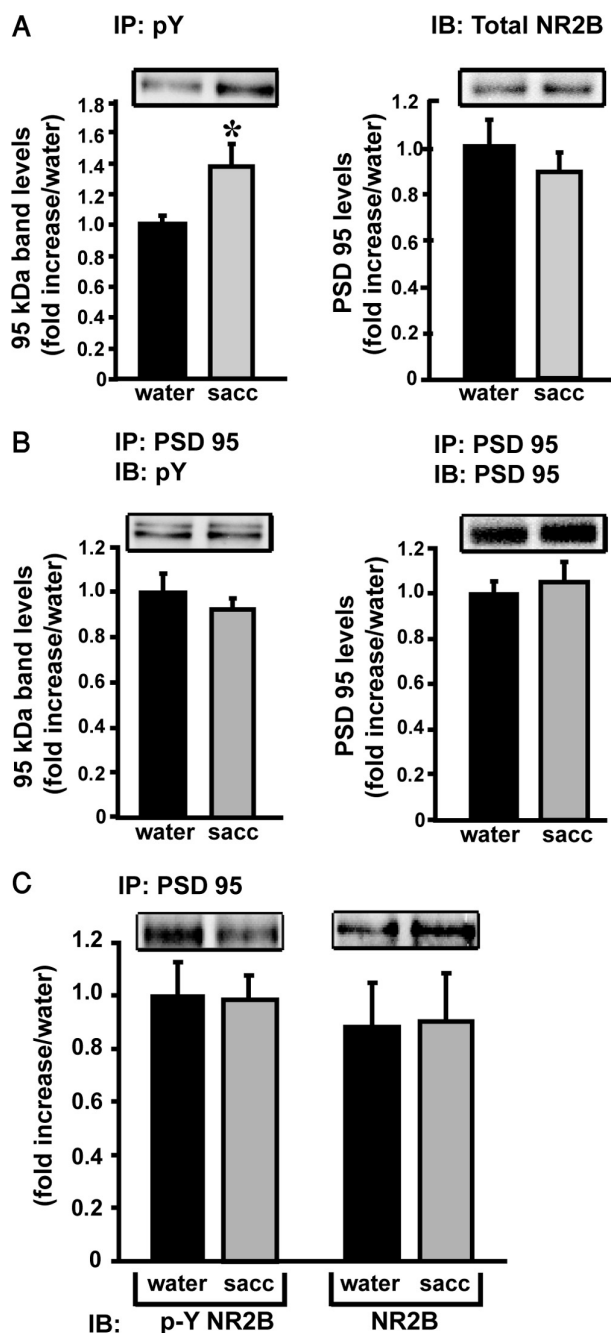 A
IP: pY
IB: Total NR2B
95 kDa band levels
(fold increase/water)
1.8
1.6
1.4
1.2
1.0
0.8
0.6
0.4
0.2
0
*
water sacc
PSD 95 levels
(fold increase/water)
1.2
1.0
0.8
0.6
0.4
0.2
0
water sacc
B
IP: PSD 95
IB: pY
IP: PSD 95
IB: PSD 95
95 kDa band levels
(fold increase/water)
1.2
1.0
0.8
0.6
0.4
0.2
0
water sacc
PSD 95 levels
(fold increase/water)
1.2
1.0
0.8
0.6
0.4
0.2
0
water sacc
C
IP: PSD 95
(fold increase/water)
1.2
1.0
0.8
0.6
0.4
0.2
0
water sacc water sacc
IB: p-Y NR2B NR2B